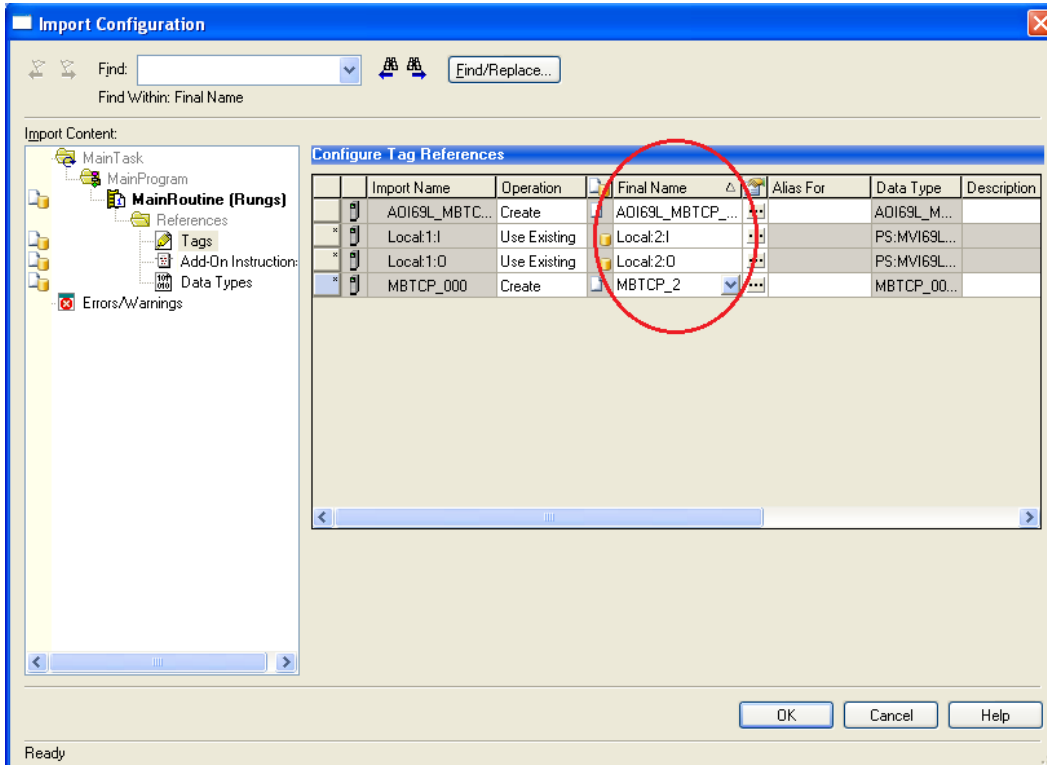 Import Configuration
Find:
Find/Replace...
Find Within: Final Name
Import Content:
MainTask
MainProgram
MainRoutine (Rungs)
References
Tags
Add-On Instruction:
Data Types
Errors/Warnings
Configure Tag References
Import Name Operation Final Name Alias For Data Type Description
AOI69L_MBTC... Create AOI69L_MBTCP_... ... AOI69L_M...
* Local:1:I Use Existing Local:2:I ... PS:MVI69L...
* Local:1:O Use Existing Local:2:O ... PS:MVI69L...
* MBTCP_000 Create MBTCP_2 ... MBTCP_00...
OK Cancel Help
Ready